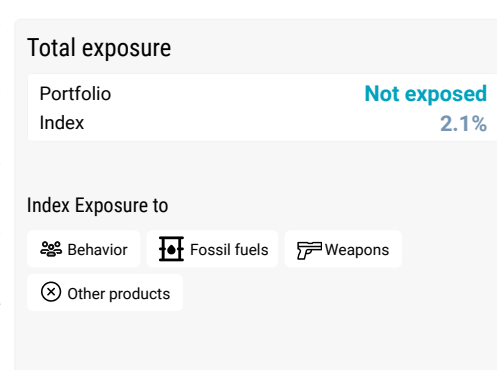 Total exposure
Portfolio Not exposed
Index 2.1%
Index Exposure to
Behavior Fossil fuels Weapons
Other products